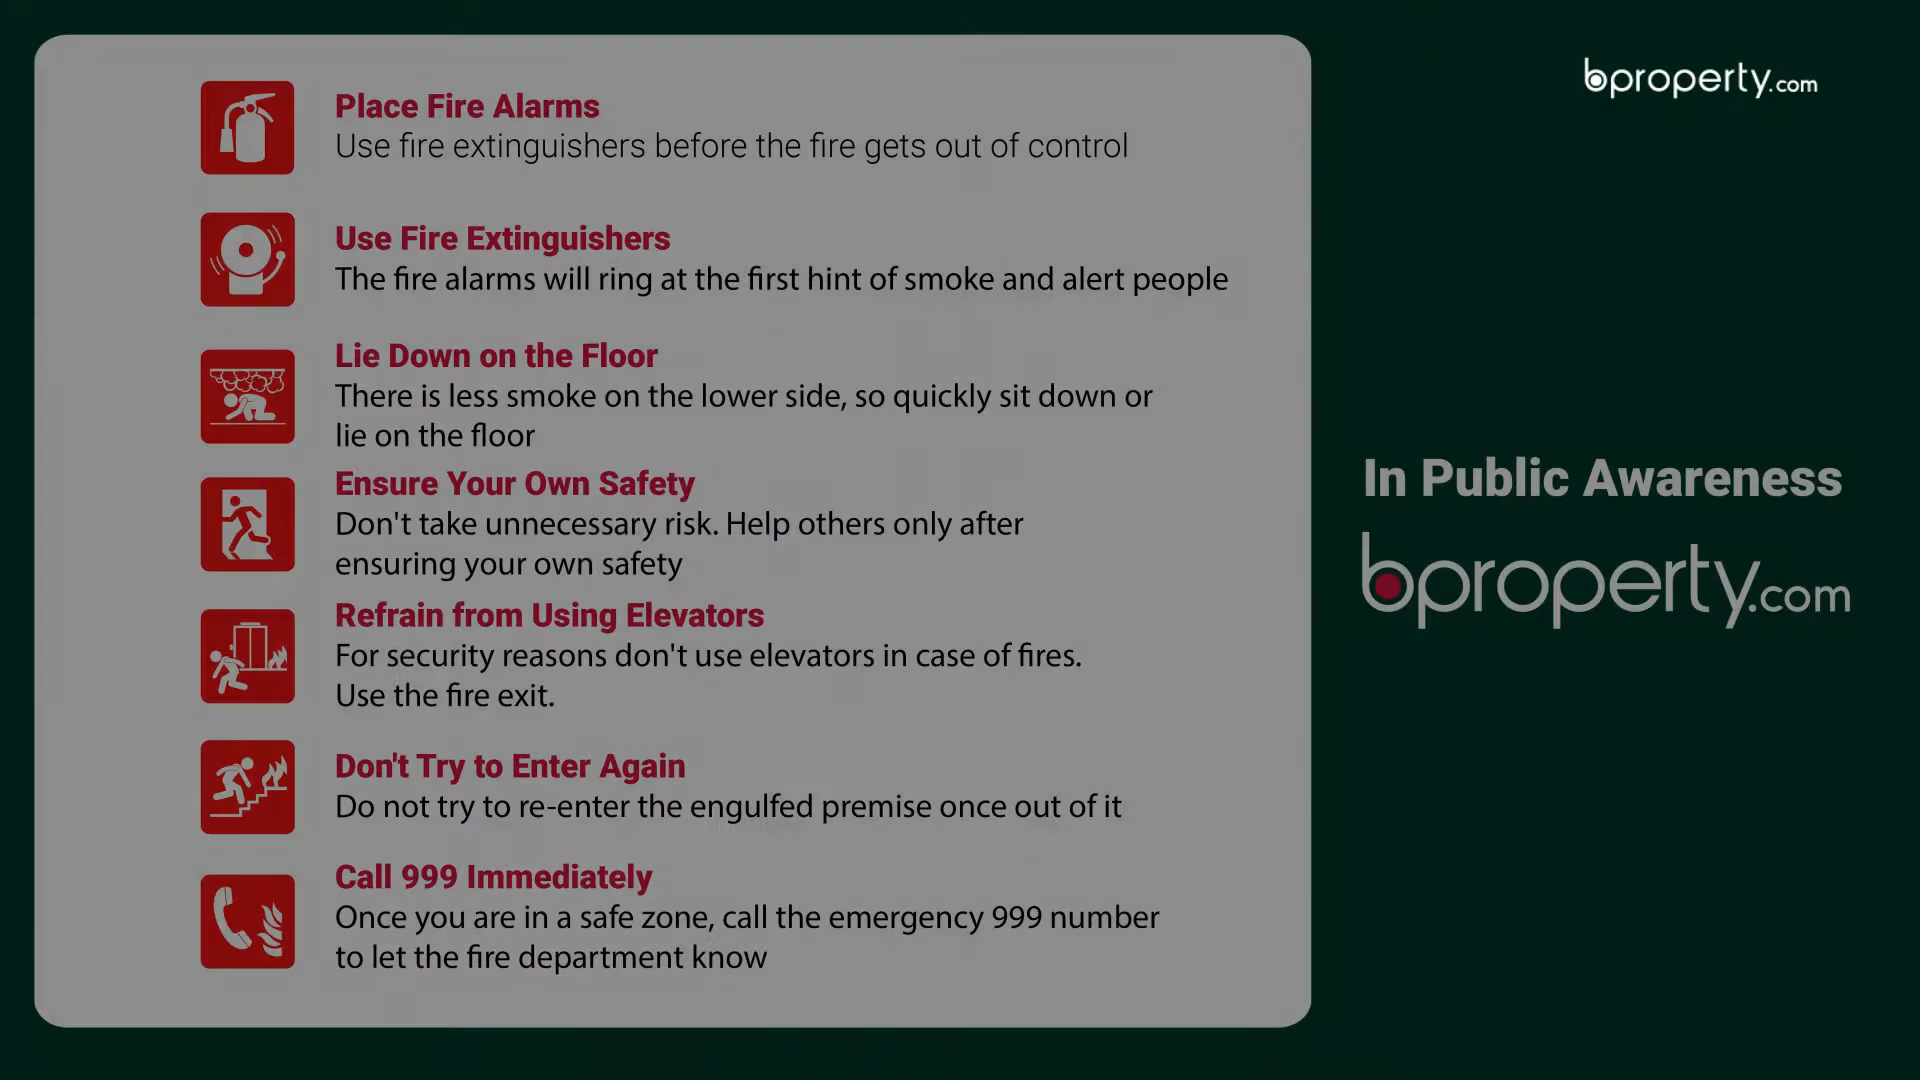 bproperty.com
Place Fire Alarms
Use fire extinguishers before the fire gets out of control
Use Fire Extinguishers
The fire alarms will ring at the first hint of smoke and alert people
Lie Down on the Floor
There is less smoke on the lower side, so quickly sit down or
lie on the floor
Ensure Your Own Safety
Don't take unnecessary risk. Help others only after
ensuring your own safety
Refrain from Using Elevators
For security reasons don't use elevators in case of fires.
Use the fire exit.
Don't Try to Enter Again
Do not try to re-enter the engulfed premise once out of it
Call 999 Immediately
Once you are in a safe zone, call the emergency 999 number
to let the fire department know
In Public Awareness
bproperty.com